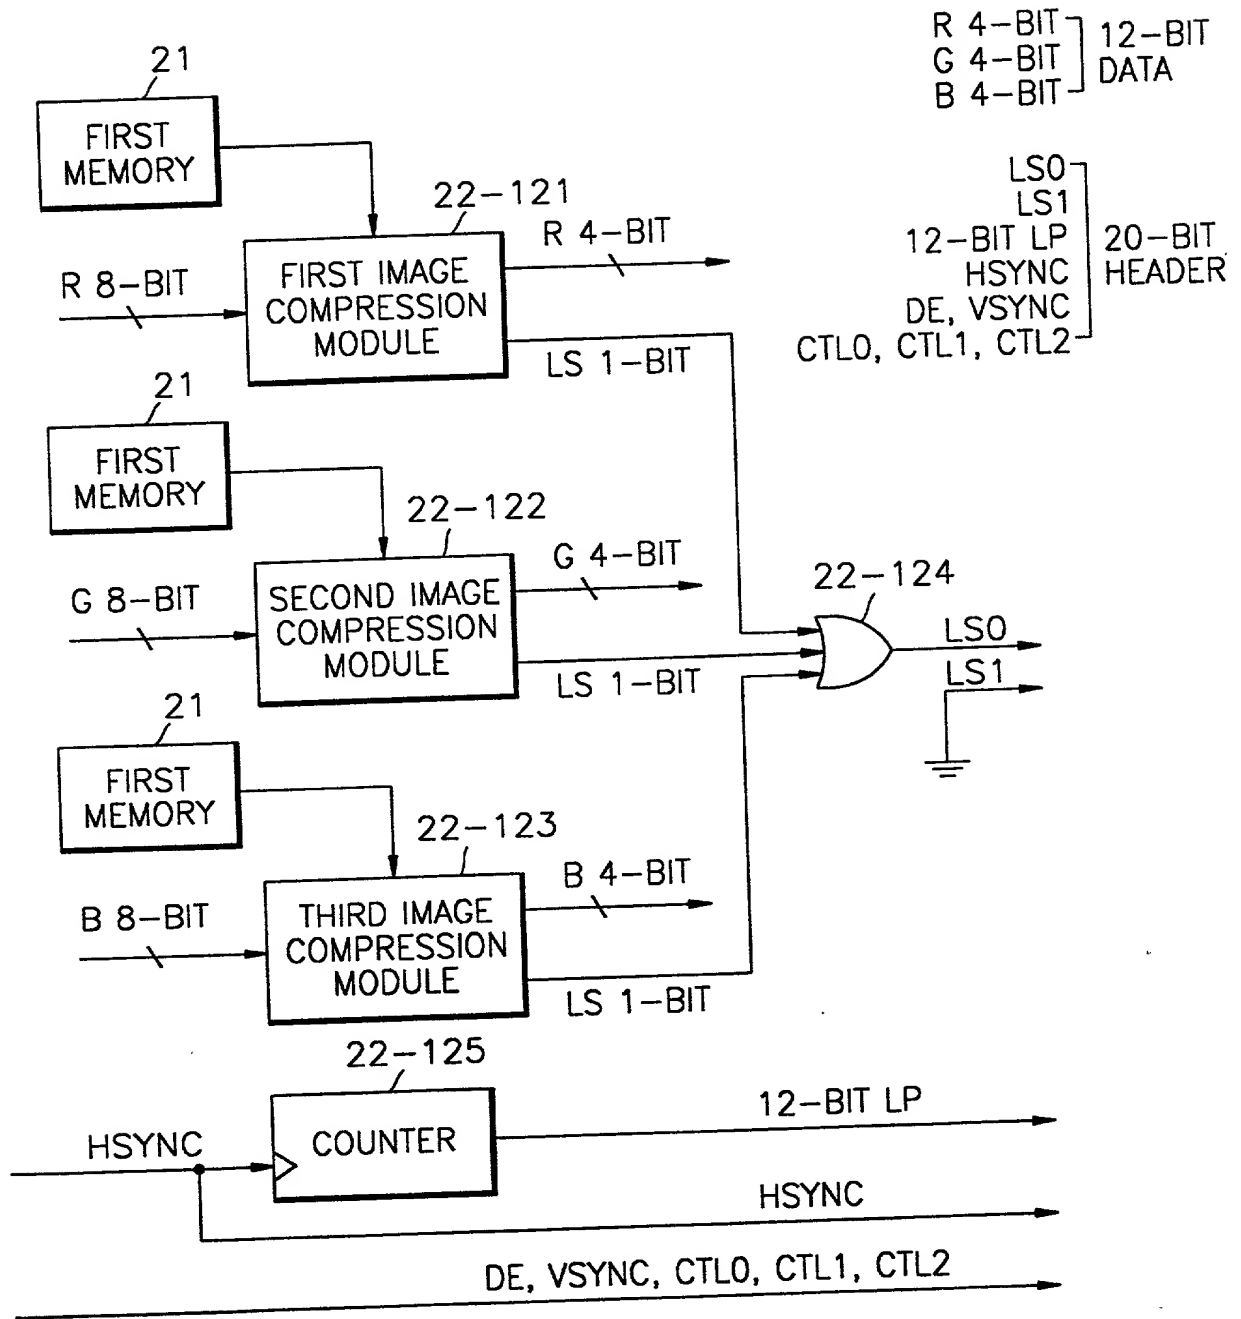 R 4-BIT
G 4-BIT
B 4-BIT
12-BIT
DATA
LS0
LS1
12-BIT LP
HSYNC
DE, VSYNC
CTL0, CTL1, CTL2
20-BIT
HEADER
21
FIRST
MEMORY
22-121
R 8-BIT
FIRST IMAGE
COMPRESSION
MODULE
R 4-BIT
LS 1-BIT
21
FIRST
MEMORY
22-122
G 8-BIT
SECOND IMAGE
COMPRESSION
MODULE
G 4-BIT
LS 1-BIT
22-124
LS0
LS1
21
FIRST
MEMORY
22-123
B 8-BIT
THIRD IMAGE
COMPRESSION
MODULE
B 4-BIT
LS 1-BIT
22-125
HSYNC
COUNTER
12-BIT LP
HSYNC
DE, VSYNC, CTL0, CTL1, CTL2